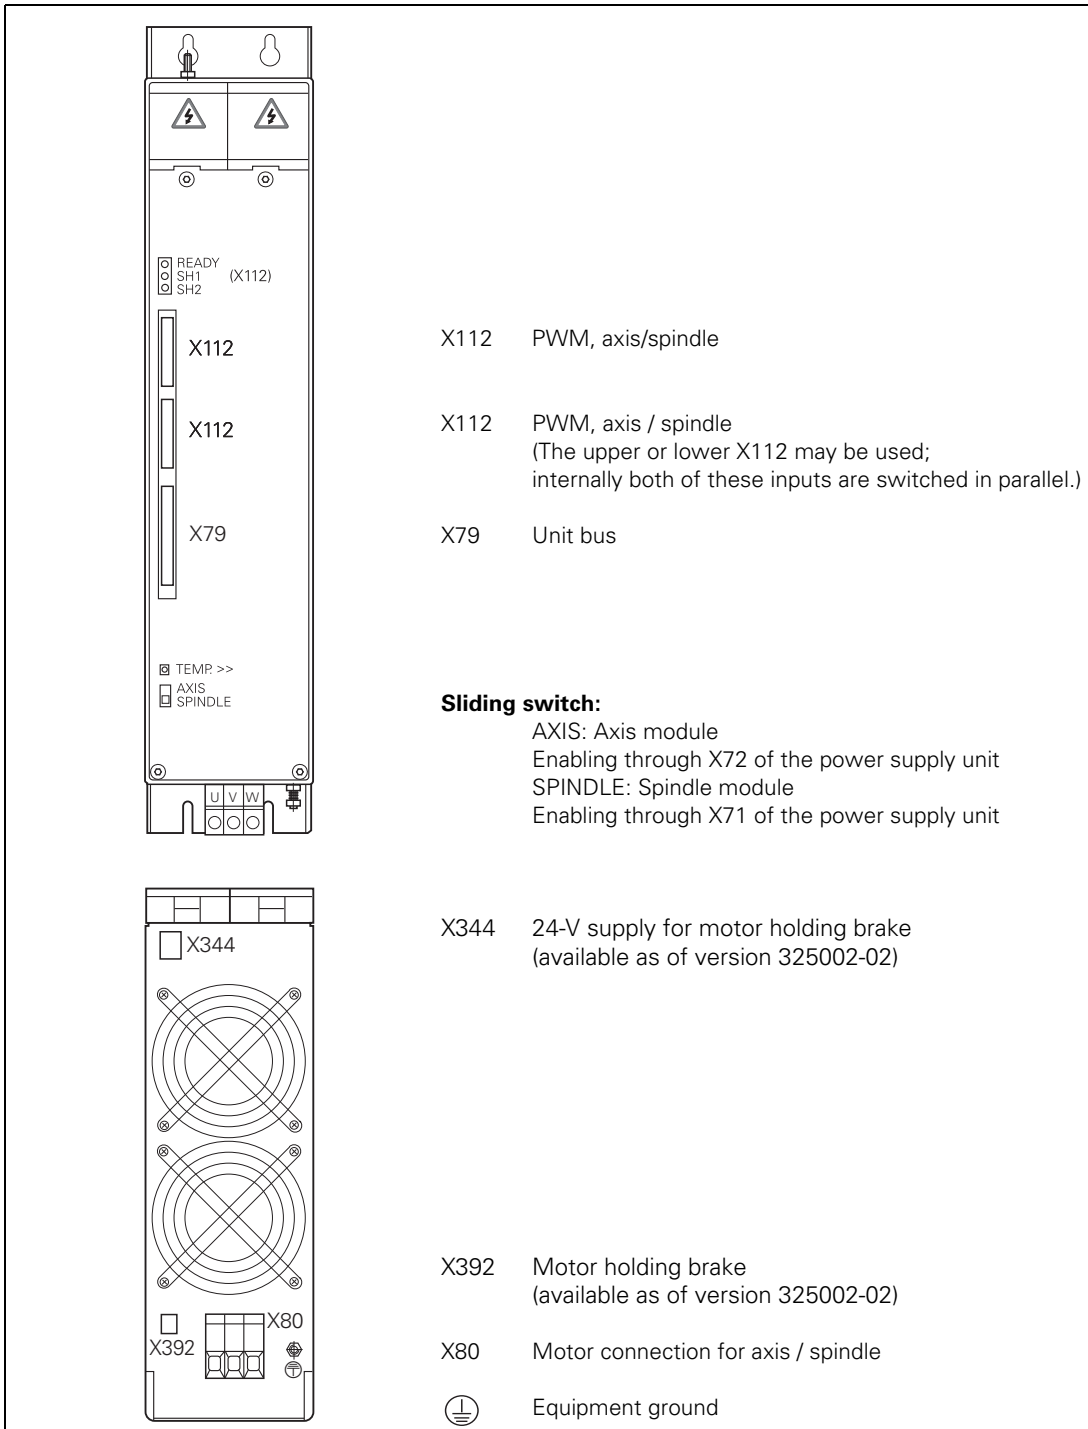 READY
SH1 (X112)
SH2
X112
X112 PWM, axis/spindle
X112
X112 PWM, axis / spindle
(The upper or lower X112 may be used;
internally both of these inputs are switched in parallel.)
X79
X79 Unit bus
TEMP. >>
AXIS
SPINDLE
Sliding switch:
AXIS: Axis module
Enabling through X72 of the power supply unit
SPINDLE: Spindle module
Enabling through X71 of the power supply unit
U V W
X344
X344 24-V supply for motor holding brake
(available as of version 325002-02)
X392 Motor holding brake
(available as of version 325002-02)
X80
X392
X80 Motor connection for axis / spindle
Equipment ground